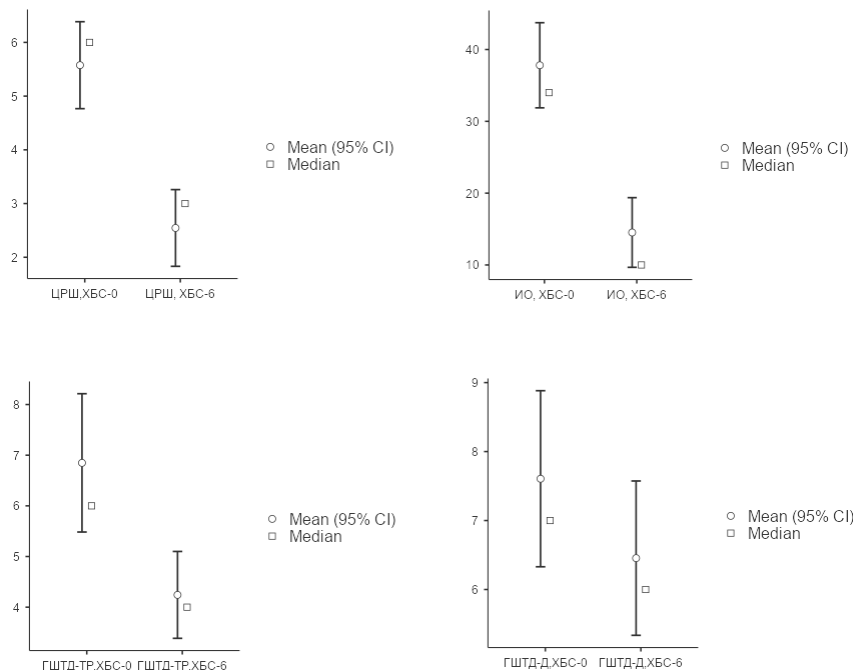 6
5
4
3
2
ЦРШ,ХБС-0 ЦРШ, ХБС-6
Mean (95% CI)
Median
40
30
20
10
ИО, ХБС-0 ИО, ХБС-6
Mean (95% CI)
Median
8
7
6
5
4
ГШТД-ТР,ХБС-0 ГШТД-ТР,ХБС-6
Mean (95% CI)
Median
9
8
7
6
ГШТД-Д,ХБС-0 ГШТД-Д,ХБС-6
Mean (95% CI)
Median